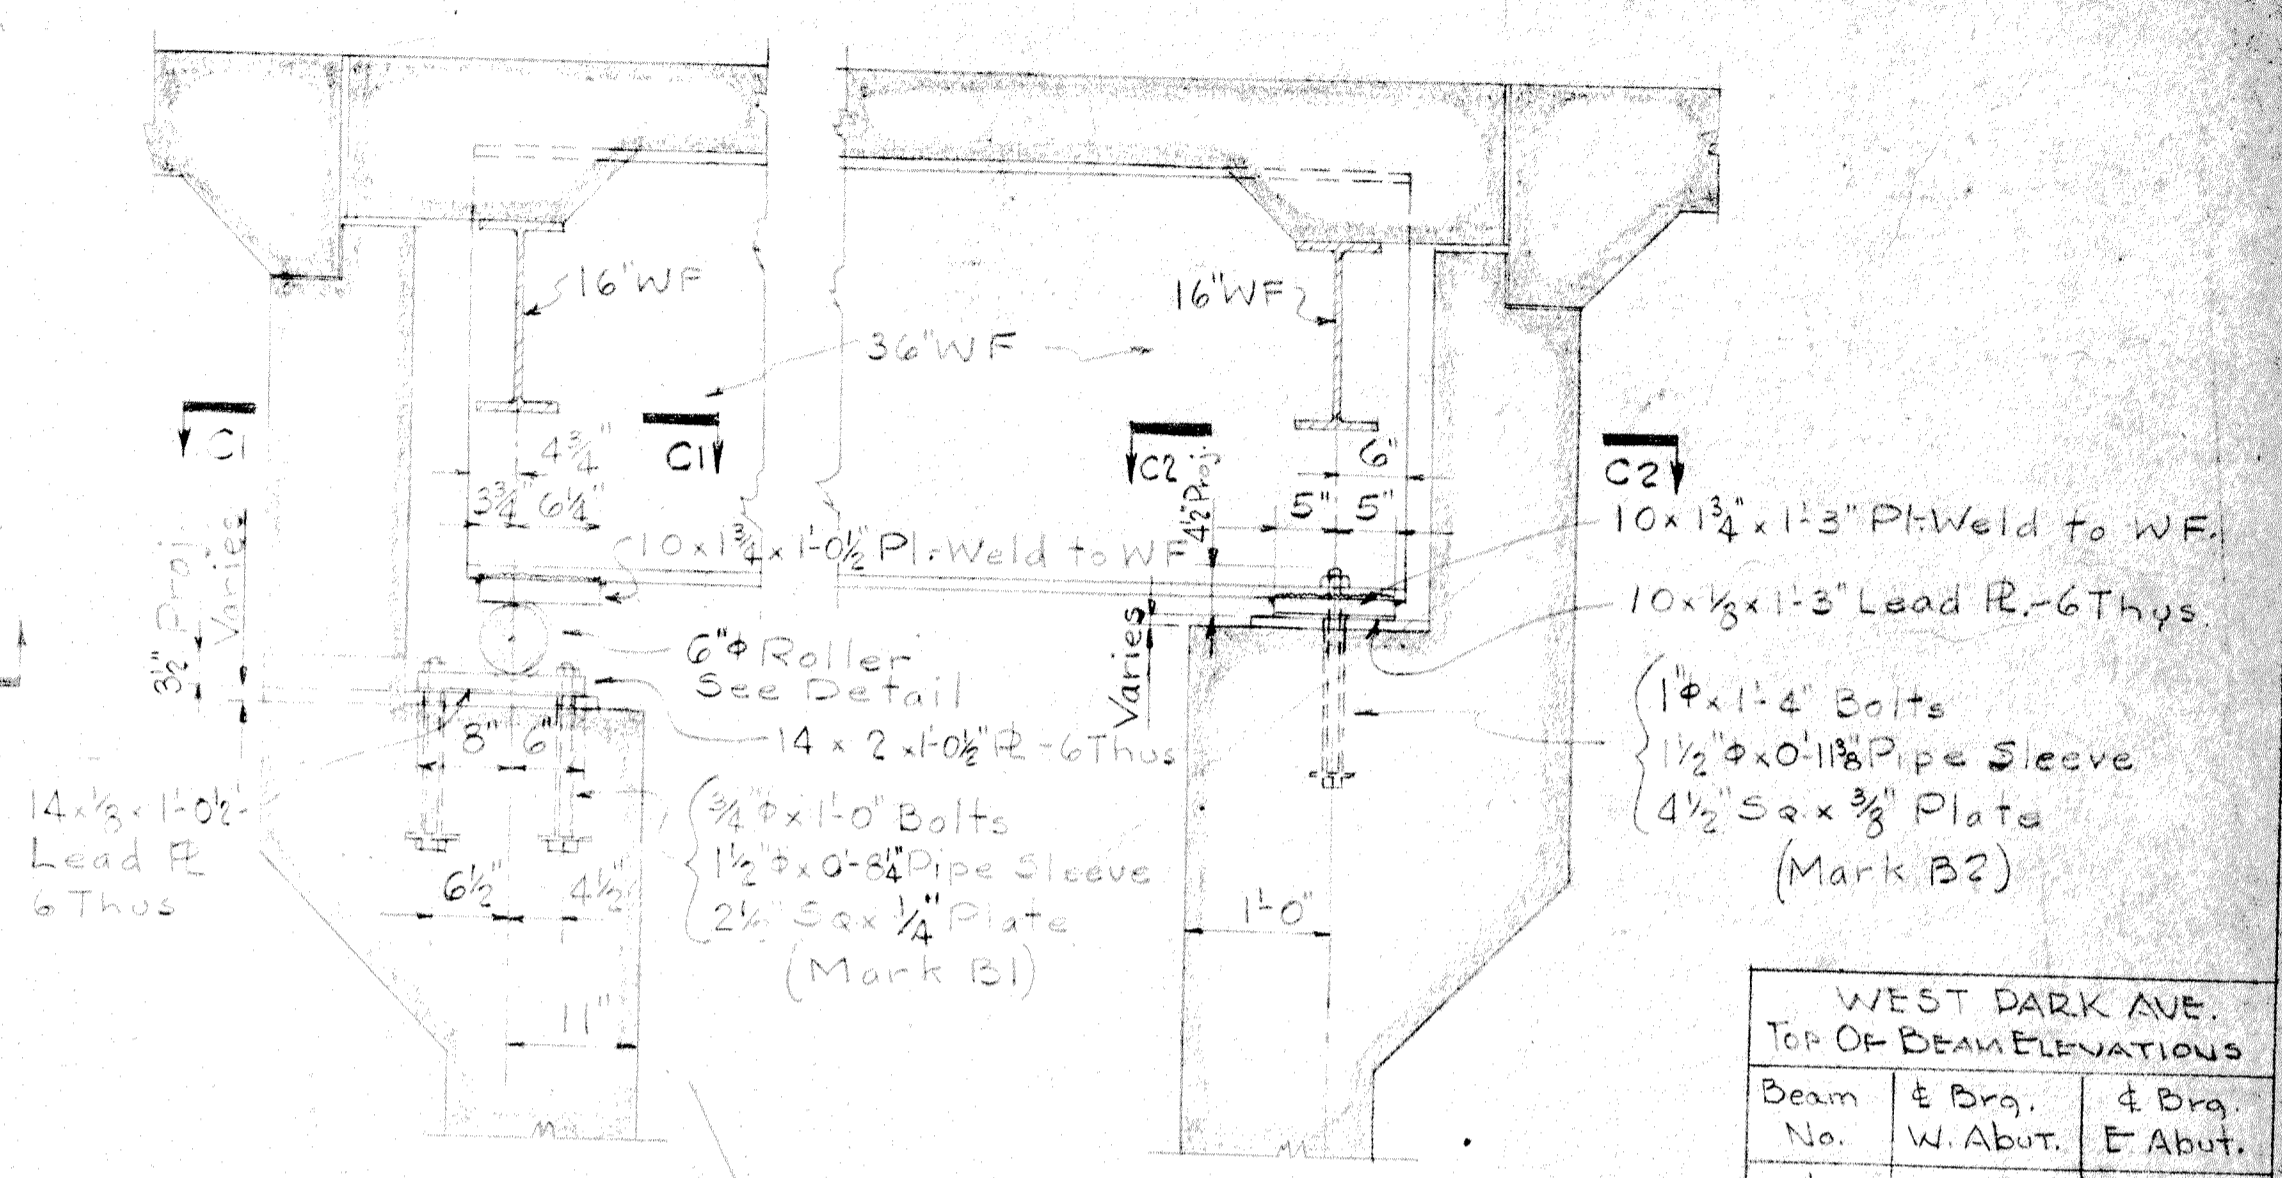 16"WF
16"WF
36"WF
C1
C1
C2
C2
4¾"
3¾" 6¼"
6"
5" 5"
4½" Proj.
3½" Proj.
Varies
Varies
10 x 1¾ x 1'-0½" Pl.-Weld to WF
10 x 1¾" x 1'-3" Pl.-Weld to WF.
10 x ⅛ x 1'-3" Lead PL.-6 Thus.
6"Φ Roller
See Detail
8" 6"
14 x 2 x 1'-0½" PL - 6 Thus
14 x ⅛ x 1'-0½"
Lead PL
6 Thus
¾"Φ x 1'-0" Bolts
1½"Φ x 0'-8¼" Pipe Sleeve
Sq x ¼" Plate
(Mark B1)
1"Φ x 1'-4" Bolts
1½"Φ x 0'-11⅜" Pipe Sleeve
4½" Sq. x ⅜" Plate
(Mark B2)
6½" 4½"
11"
1'-0"
WEST PARK AVE.
TOP OF BEAM ELEVATIONS
Beam No.
℄ Brg. W. Abut.
℄ Brg. E Abut.